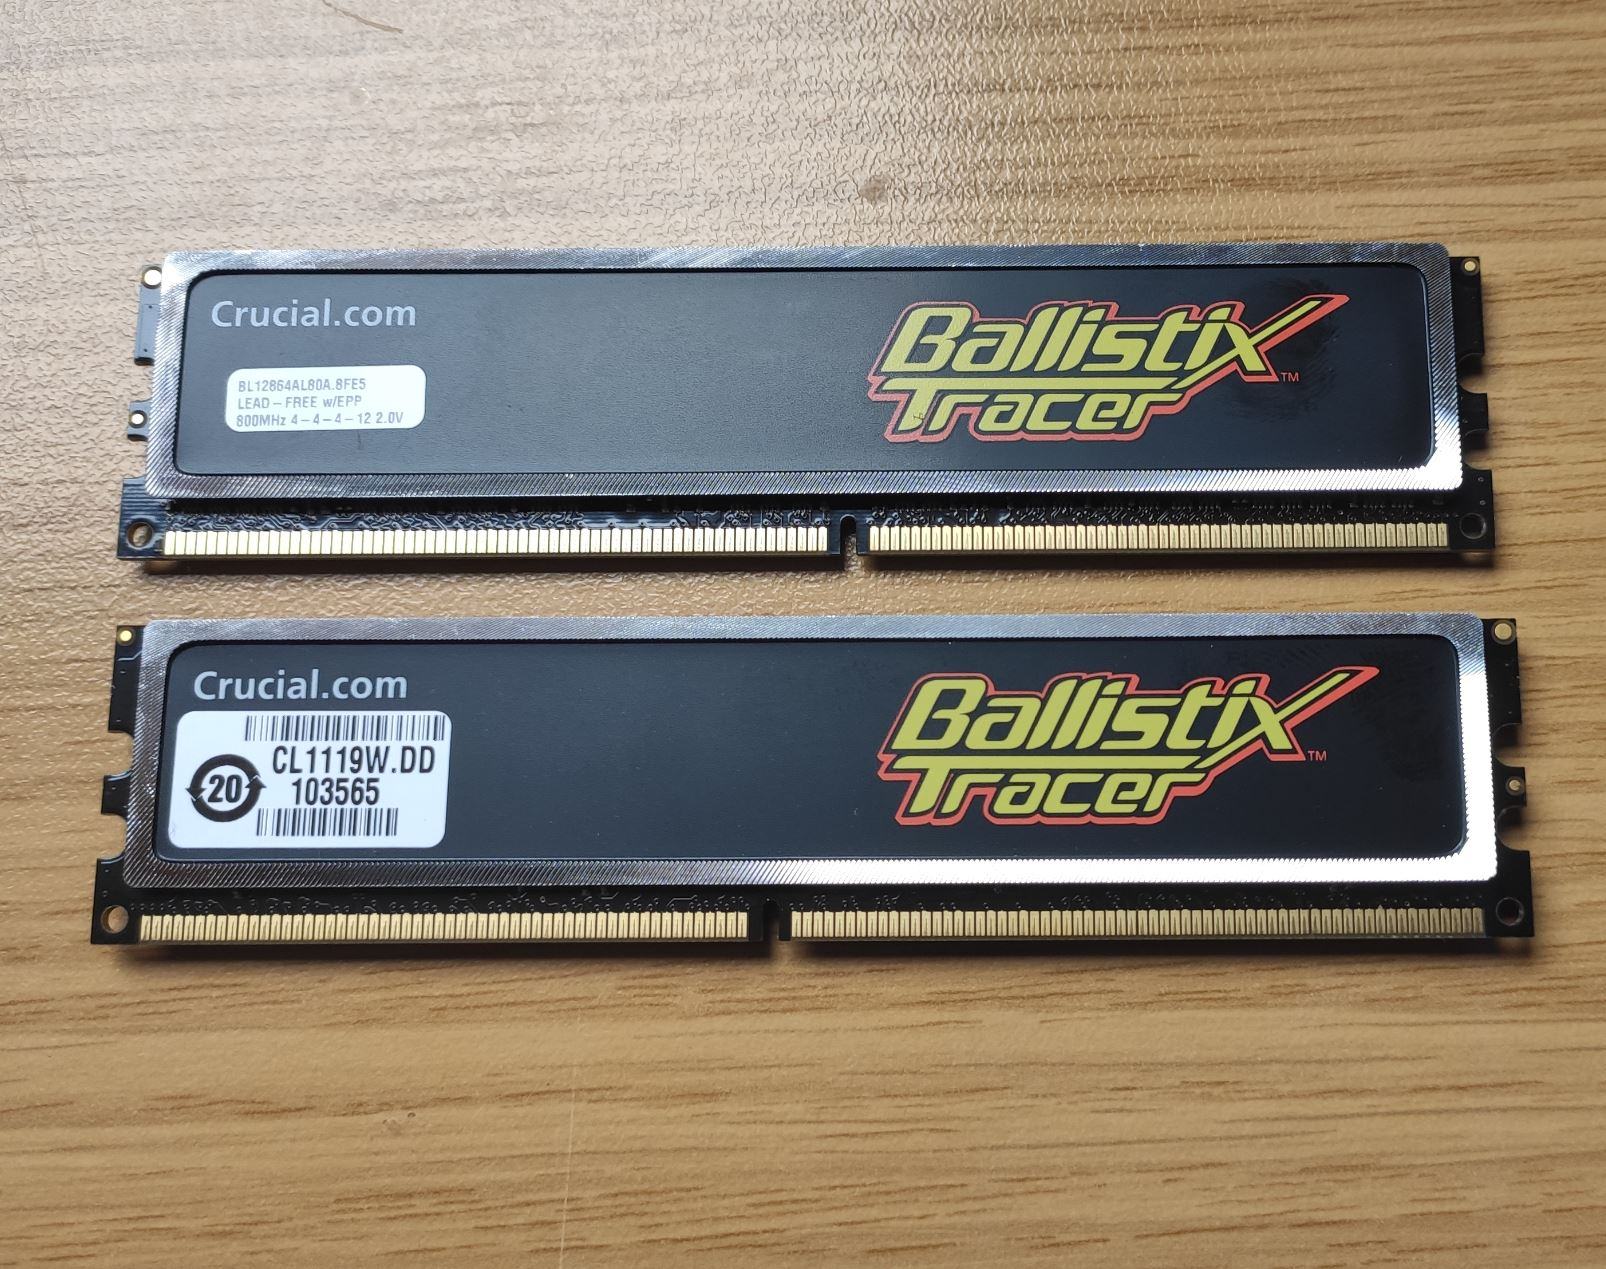 Crucial.com
BL12864AL80A.8FE5
LEAD - FREE w/EPP
800MHz 4 - 4 - 4 - 12 2.0V
Ballistix
Tracer
TM
Crucial.com
CL1119W.DD
20
103565
Ballistix
Tracer
TM